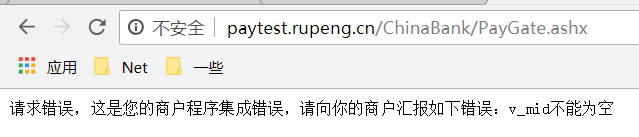 不安全 paytest.rupeng.cn/ChinaBank/PayGate.ashx
应用 Net 一些
请求错误，这是您的商户程序集成错误，请向你的商户汇报如下错误：v_mid不能为空